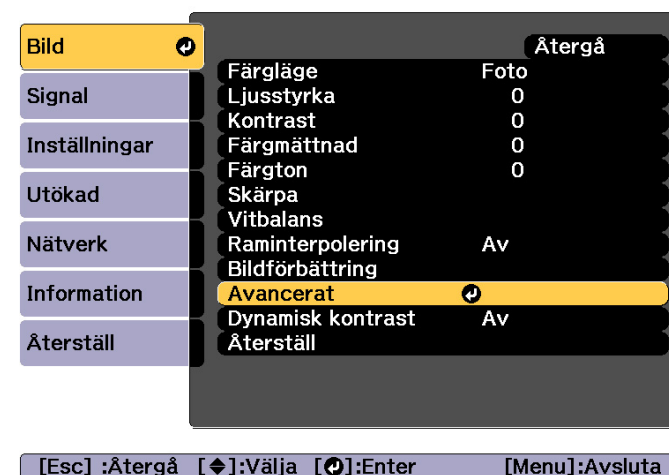 Bild
Signal
Inställningar
Utökad
Nätverk
Information
Återställ
Återgå
Färgläge Foto
Ljusstyrka 0
Kontrast 0
Färgmättnad 0
Färgton 0
Skärpa
Vitbalans
Raminterpolering Av
Bildförbättring
Avancerat
Dynamisk kontrast Av
Återställ
[Esc] :Återgå [◆]:Välja [↵]:Enter [Menu]:Avsluta